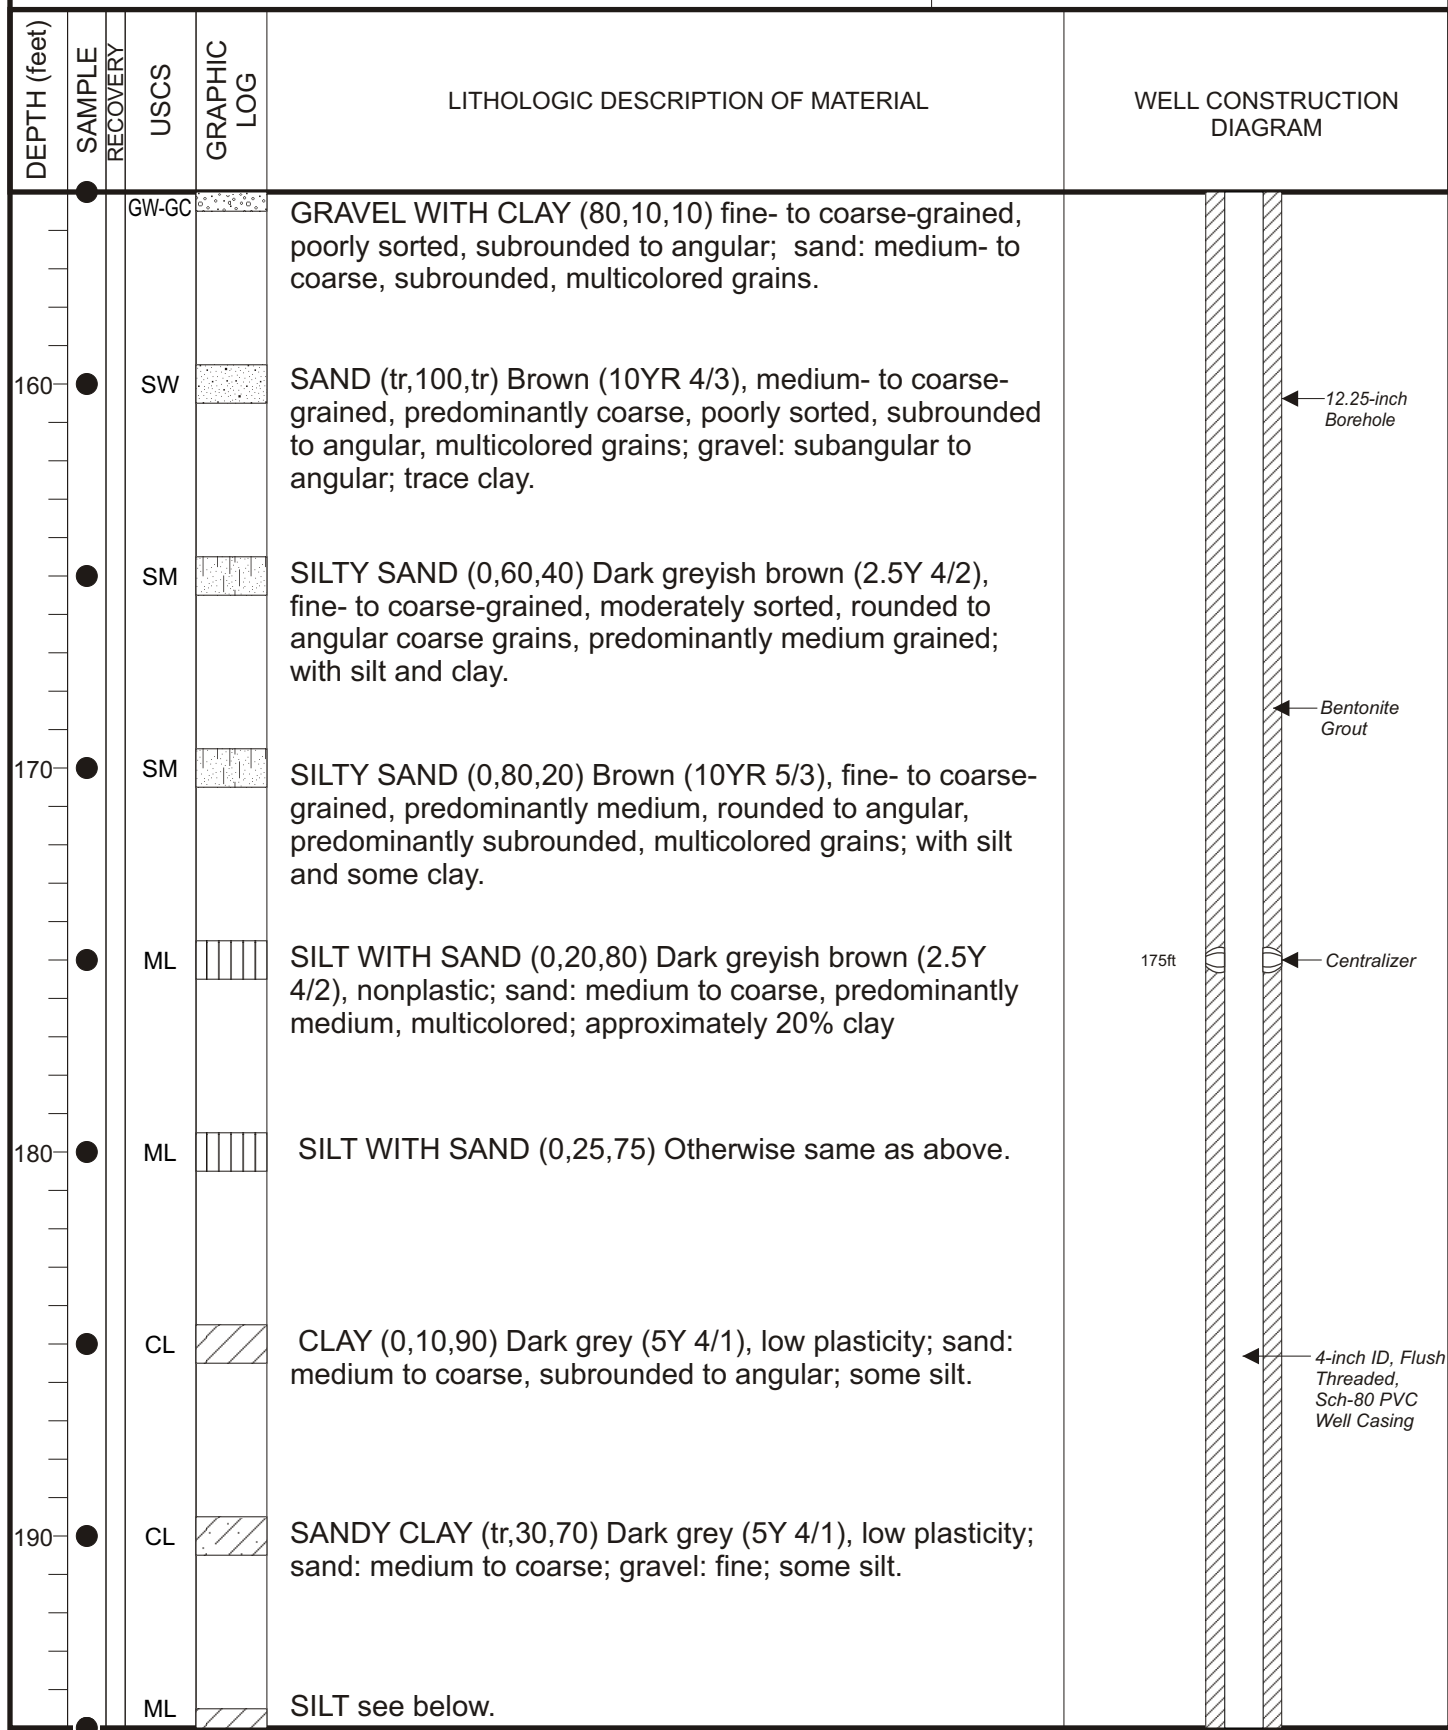 DEPTH (feet)
SAMPLE
RECOVERY
USCS
GRAPHIC
LOG
LITHOLOGIC DESCRIPTION OF MATERIAL
WELL CONSTRUCTION
DIAGRAM
GW-GC
GRAVEL WITH CLAY (80,10,10) fine- to coarse-grained,
poorly sorted, subrounded to angular; sand: medium- to
coarse, subrounded, multicolored grains.
160
SW
SAND (tr,100,tr) Brown (10YR 4/3), medium- to coarse-
grained, predominantly coarse, poorly sorted, subrounded
to angular, multicolored grains; gravel: subangular to
angular; trace clay.
12.25-inch
Borehole
SM
SILTY SAND (0,60,40) Dark greyish brown (2.5Y 4/2),
fine- to coarse-grained, moderately sorted, rounded to
angular coarse grains, predominantly medium grained;
with silt and clay.
Bentonite
Grout
170
SM
SILTY SAND (0,80,20) Brown (10YR 5/3), fine- to coarse-
grained, predominantly medium, rounded to angular,
predominantly subrounded, multicolored grains; with silt
and some clay.
ML
SILT WITH SAND (0,20,80) Dark greyish brown (2.5Y
4/2), nonplastic; sand: medium to coarse, predominantly
medium, multicolored; approximately 20% clay
175ft
Centralizer
180
ML
SILT WITH SAND (0,25,75) Otherwise same as above.
CL
CLAY (0,10,90) Dark grey (5Y 4/1), low plasticity; sand:
medium to coarse, subrounded to angular; some silt.
4-inch ID, Flush
Threaded,
Sch-80 PVC
Well Casing
190
CL
SANDY CLAY (tr,30,70) Dark grey (5Y 4/1), low plasticity;
sand: medium to coarse; gravel: fine; some silt.
ML
SILT see below.